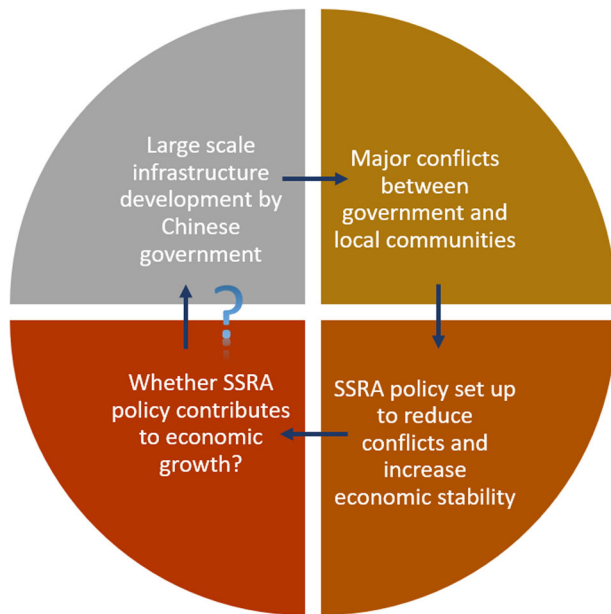 Large scale
infrastructure
development by
Chinese
government
Major conflicts
between
government and
local communities
?
Whether SSRA
policy contributes
to economic
growth?
SSRA policy set up
to reduce
conflicts and
increase
economic stability